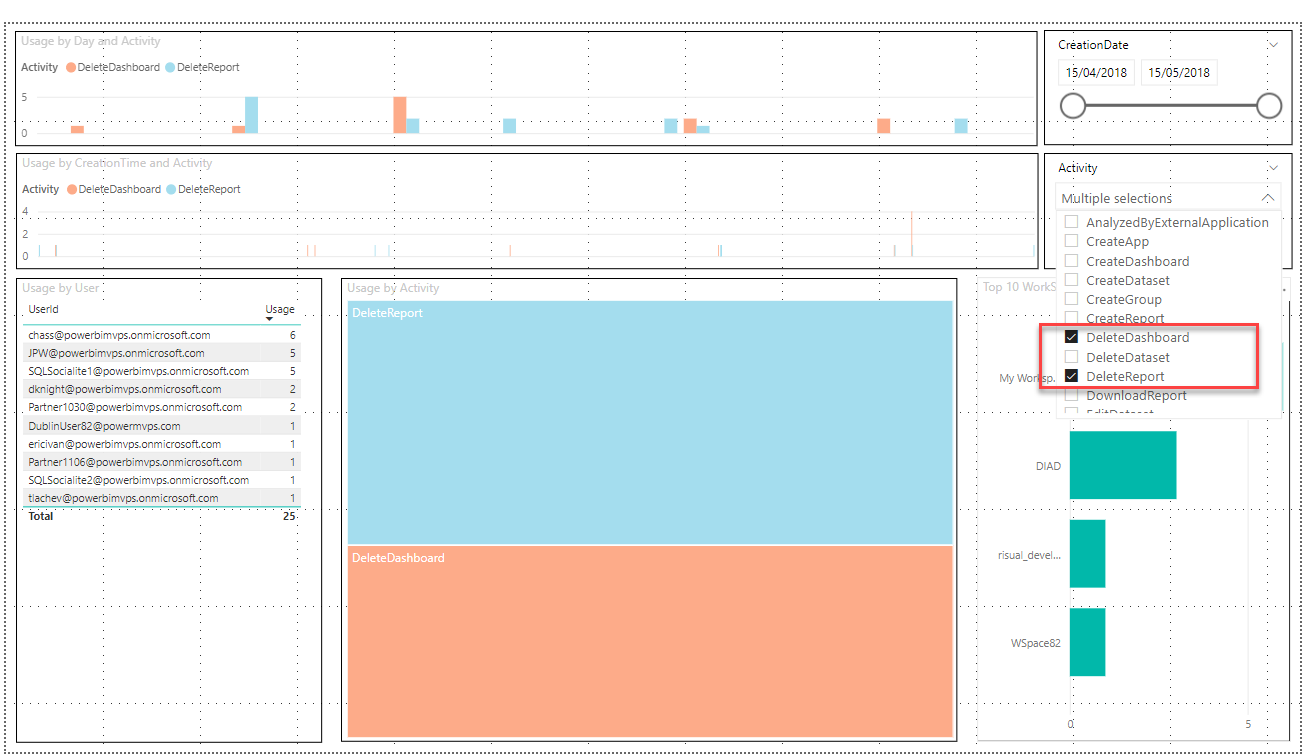 Usage by Day and Activity
Activity DeleteDashboard DeleteReport
5
0
CreationDate
15/04/2018 15/05/2018
Usage by CreationTime and Activity
Activity DeleteDashboard DeleteReport
4
2
0
Activity
Multiple selections
AnalyzedByExternalApplication
CreateApp
CreateDashboard
CreateDataset
CreateGroup
CreateReport
DeleteDashboard
DeleteDataset
DeleteReport
DownloadReport
EditDataset
Usage by User
UserId Usage
chass@powerbimvps.onmicrosoft.com 6
JPW@powerbimvps.onmicrosoft.com 5
SQLSocialite1@powerbimvps.onmicrosoft.com 5
dknight@powerbimvps.onmicrosoft.com 2
Partner1030@powerbimvps.onmicrosoft.com 2
DublinUser82@powermvps.com 1
ericivan@powerbimvps.onmicrosoft.com 1
Partner1106@powerbimvps.onmicrosoft.com 1
SQLSocialite2@powerbimvps.onmicrosoft.com 1
tlachev@powerbimvps.onmicrosoft.com 1
Total 25
Usage by Activity
DeleteReport
DeleteDashboard
Top 10 WorkS
My Worksp...
DIAD
risual_devel...
WSpace82
0 5